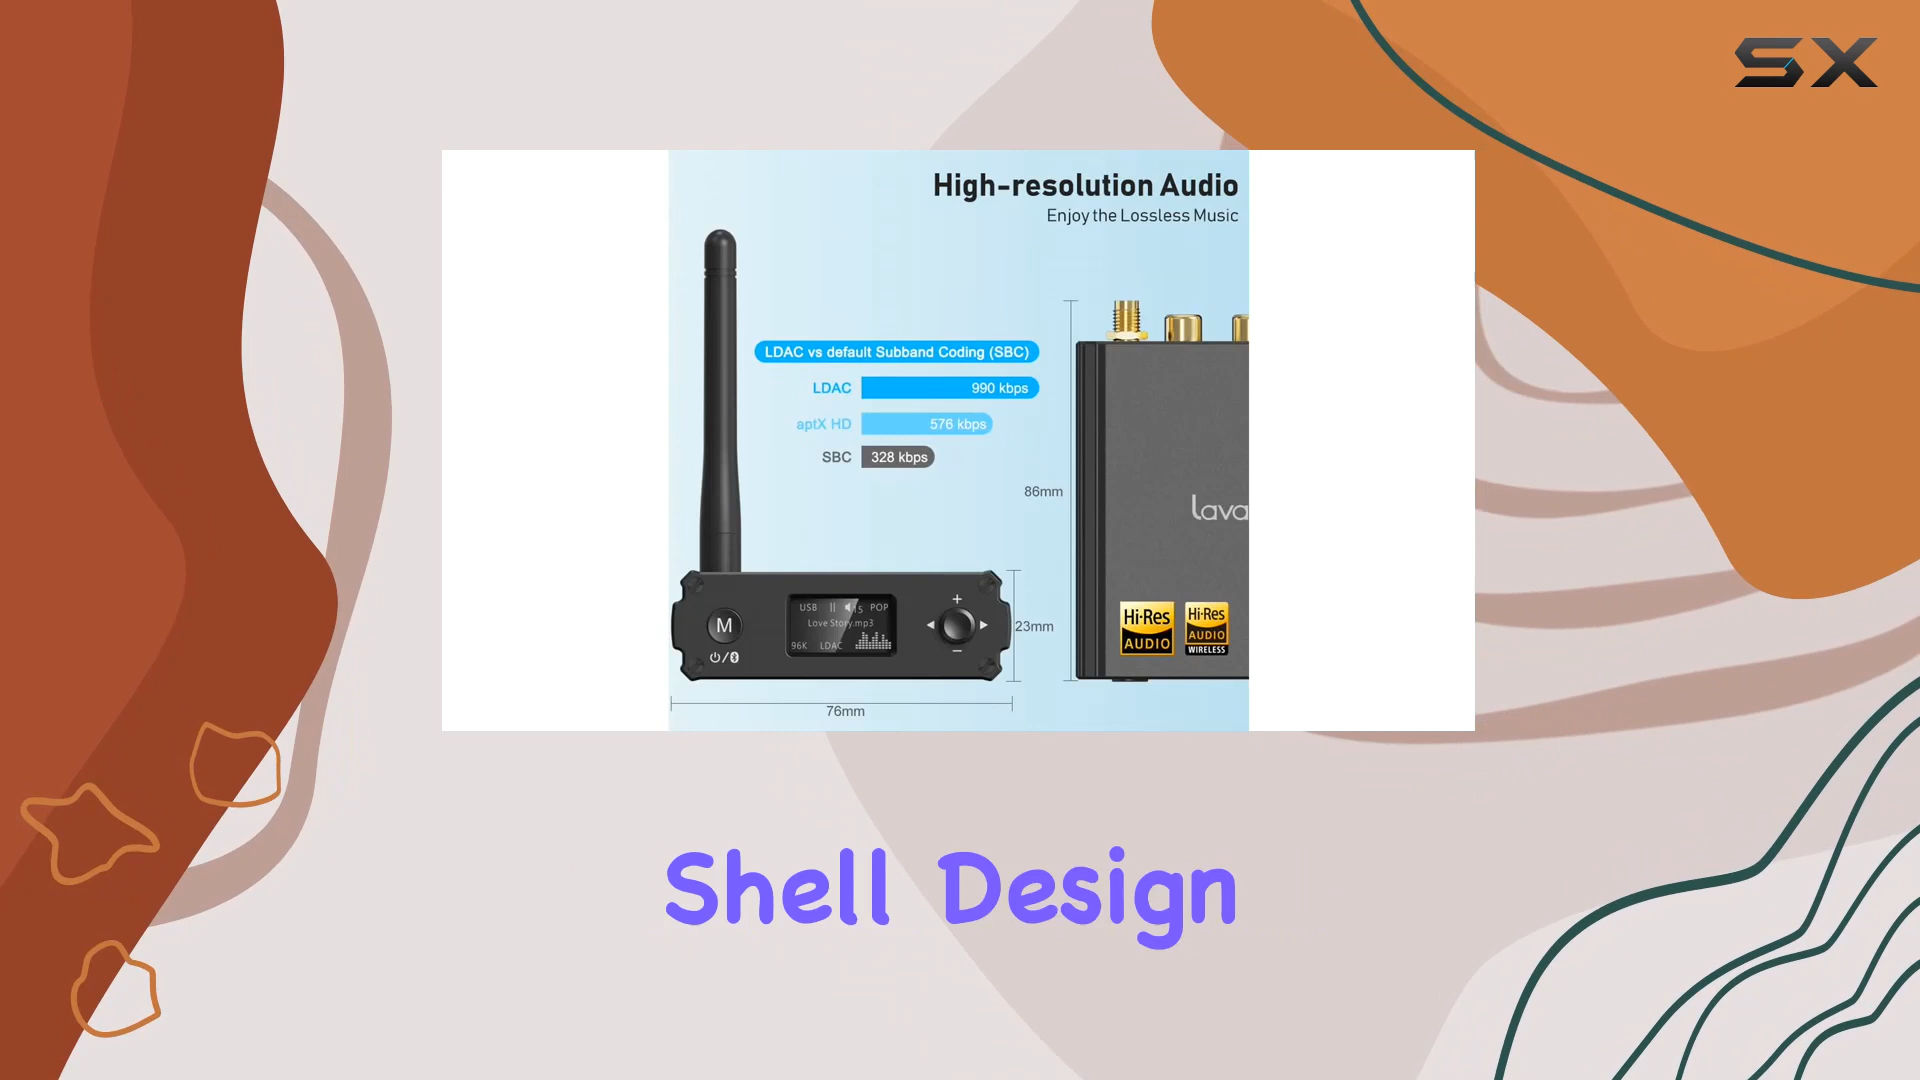 SX
High-resolution Audio
Enjoy the Lossless Music
LDAC vs default Subband Coding (SBC)
LDAC 990 kbps
aptX HD 576 kbps
SBC 328 kbps
86mm
lava
Hi-Res AUDIO
Hi-Res AUDIO WIRELESS
USB 15 POP
Love Story.mp3
96K LDAC
M
+
−
23mm
76mm
Shell Design